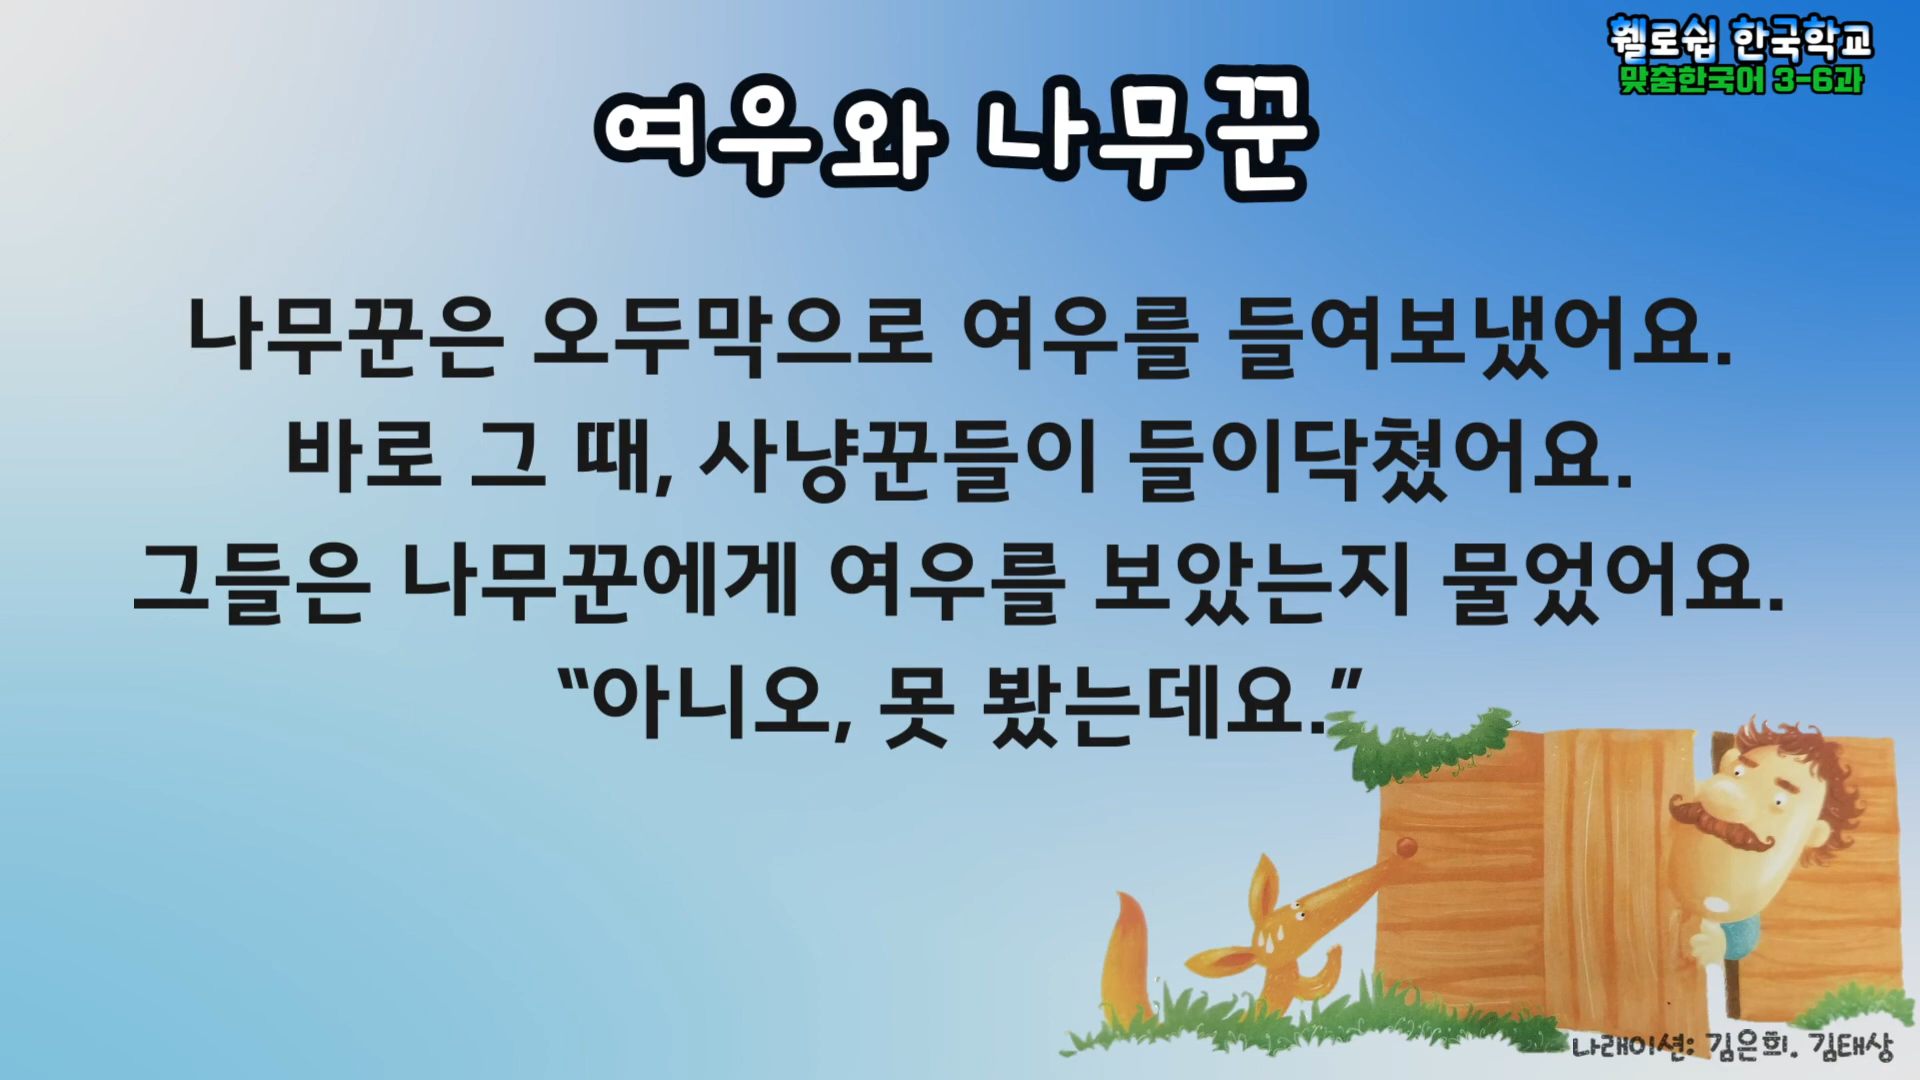 웰로쉽 한국학교
맞춤한국어 3-6과
여우와 나무꾼
나무꾼은 오두막으로 여우를 들여보냈어요.
바로 그 때, 사냥꾼들이 들이닥쳤어요.
그들은 나무꾼에게 여우를 보았는지 물었어요.
“아니오, 못 봤는데요.”
나래이션: 김은희. 김태상